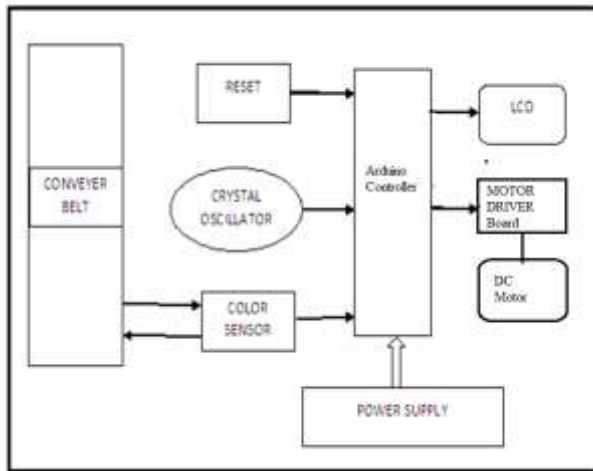 RESET
LCD
Arduino
Controller
CONVEYER
BELT
CRYSTAL
OSCILLATOR
MOTOR
DRIVER
Board
DC
Motor
COLOR
SENSOR
POWER SUPPLY